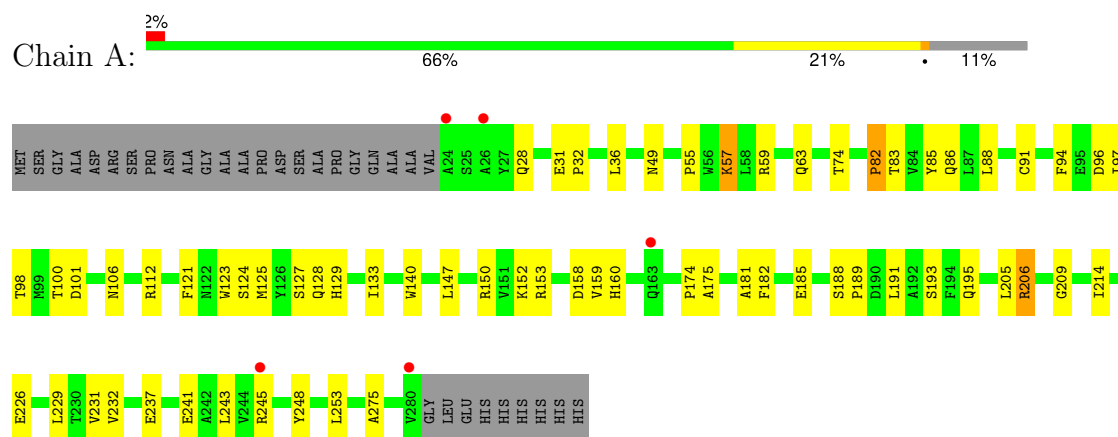 2%
Chain A:
66% 21% • 11%
MET SER GLY ALA ASP ARG SER PRO ASN ALA GLY ALA ALA PRO ASP SER ALA PRO GLY GLN ALA ALA VAL A24 S25 A26 Y27 Q28 E31 P32 L36 N49 P55 W56 K57 L58 R59 Q63 T74 P82 T83 V84 Y85 Q86 L87 L88 C91 F94 E95 D96 I97
T98 M99 T100 D101 N106 R112 F121 N122 W123 S124 M125 Y126 S127 Q128 H129 I133 W140 L147 R150 V151 K152 R153 D158 V159 H160 Q163 P174 A175 A181 F182 E185 S188 P189 D190 L191 A192 S193 F194 Q195 L205 R206 G209 I214
E226 L229 T230 V231 V232 E237 E241 A242 L243 V244 R245 Y248 L253 A275 V280 GLY LEU GLU HIS HIS HIS HIS HIS HIS